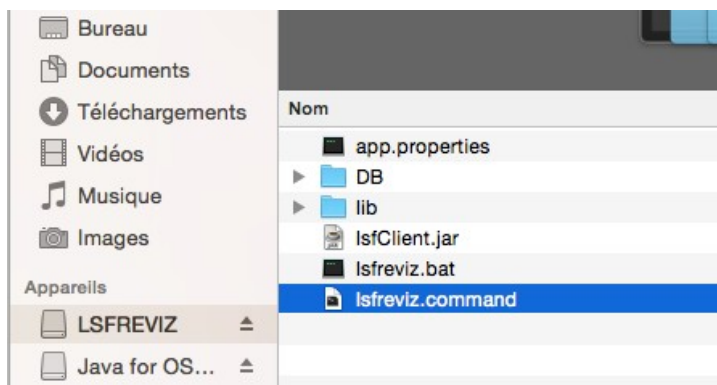 Bureau
Documents
Téléchargements
Vidéos
Musique
Images
Appareils
LSFREVIZ
Java for OS...
Nom
app.properties
DB
lib
lsfClient.jar
lsfreviz.bat
lsfreviz.command